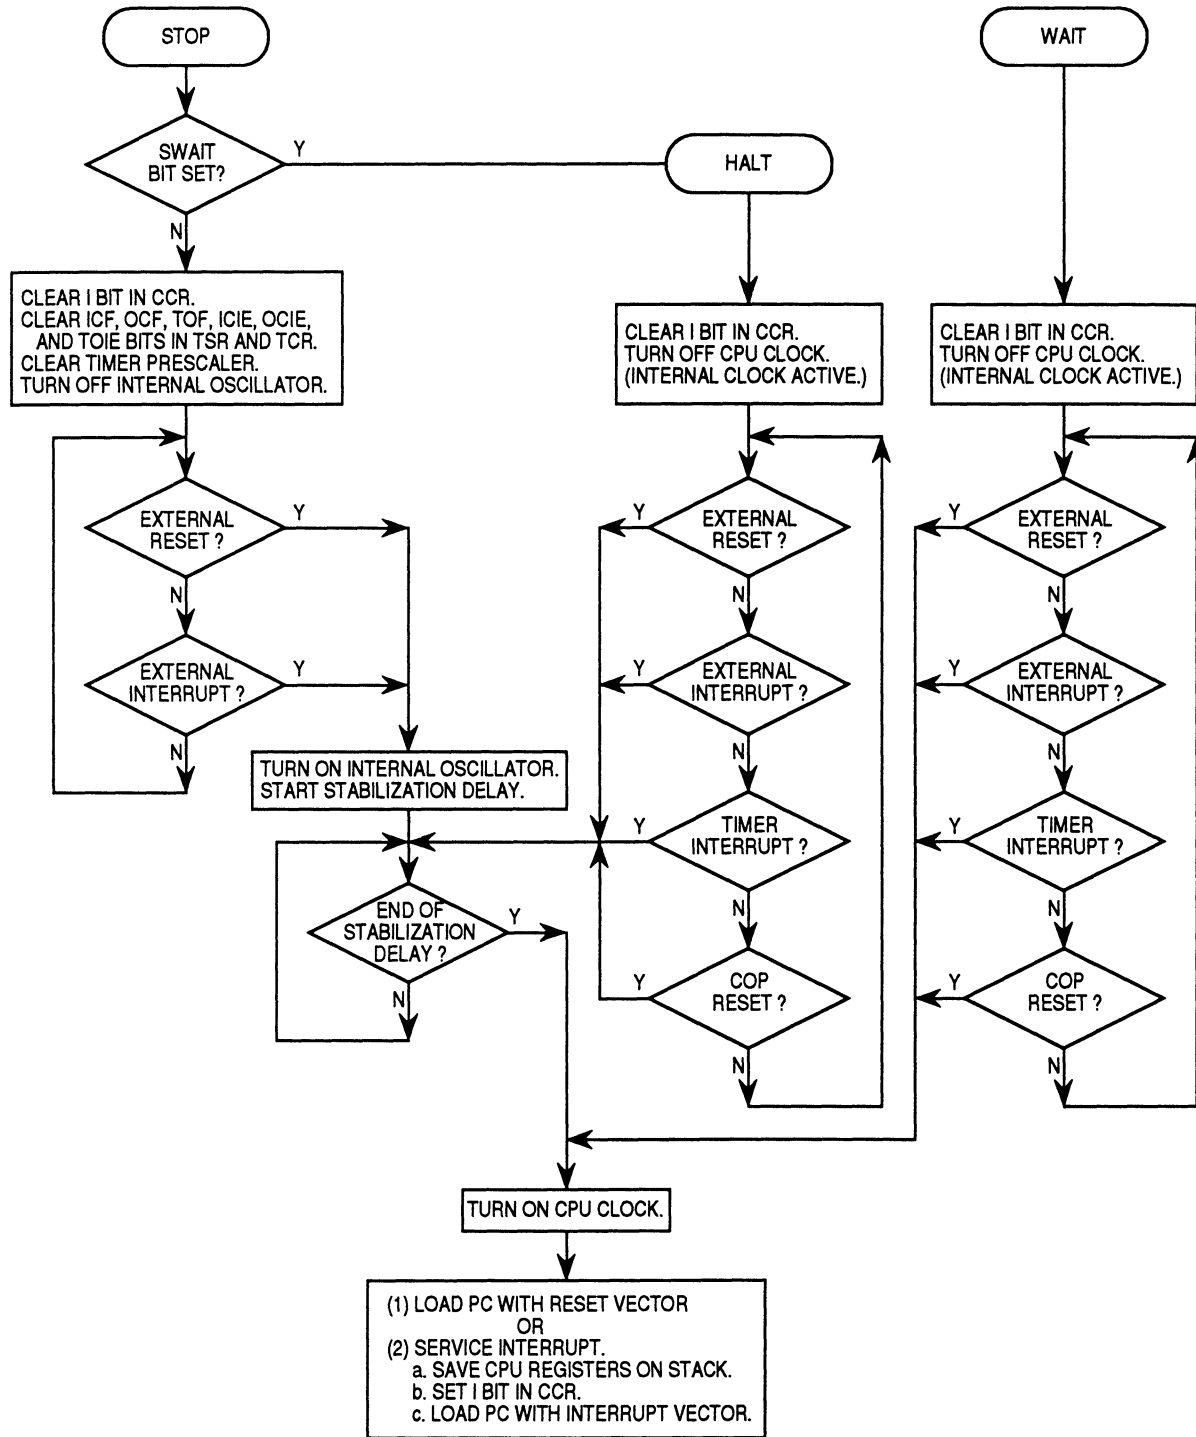 STOP
WAIT
SWAIT
BIT SET?
Y
HALT
N
CLEAR I BIT IN CCR.
CLEAR ICF, OCF, TOF, ICIE, OCIE,
AND TOIE BITS IN TSR AND TCR.
CLEAR TIMER PRESCALER.
TURN OFF INTERNAL OSCILLATOR.
CLEAR I BIT IN CCR.
TURN OFF CPU CLOCK.
(INTERNAL CLOCK ACTIVE.)
CLEAR I BIT IN CCR.
TURN OFF CPU CLOCK.
(INTERNAL CLOCK ACTIVE.)
EXTERNAL
RESET ?
Y
N
EXTERNAL
INTERRUPT ?
Y
N
TURN ON INTERNAL OSCILLATOR.
START STABILIZATION DELAY.
END OF
STABILIZATION
DELAY ?
Y
N
Y
EXTERNAL
RESET ?
N
Y
EXTERNAL
INTERRUPT ?
N
Y
TIMER
INTERRUPT ?
N
Y
COP
RESET ?
N
Y
EXTERNAL
RESET ?
N
Y
EXTERNAL
INTERRUPT ?
N
Y
TIMER
INTERRUPT ?
N
Y
COP
RESET ?
N
TURN ON CPU CLOCK.
(1) LOAD PC WITH RESET VECTOR
OR
(2) SERVICE INTERRUPT.
a. SAVE CPU REGISTERS ON STACK.
b. SET I BIT IN CCR.
c. LOAD PC WITH INTERRUPT VECTOR.